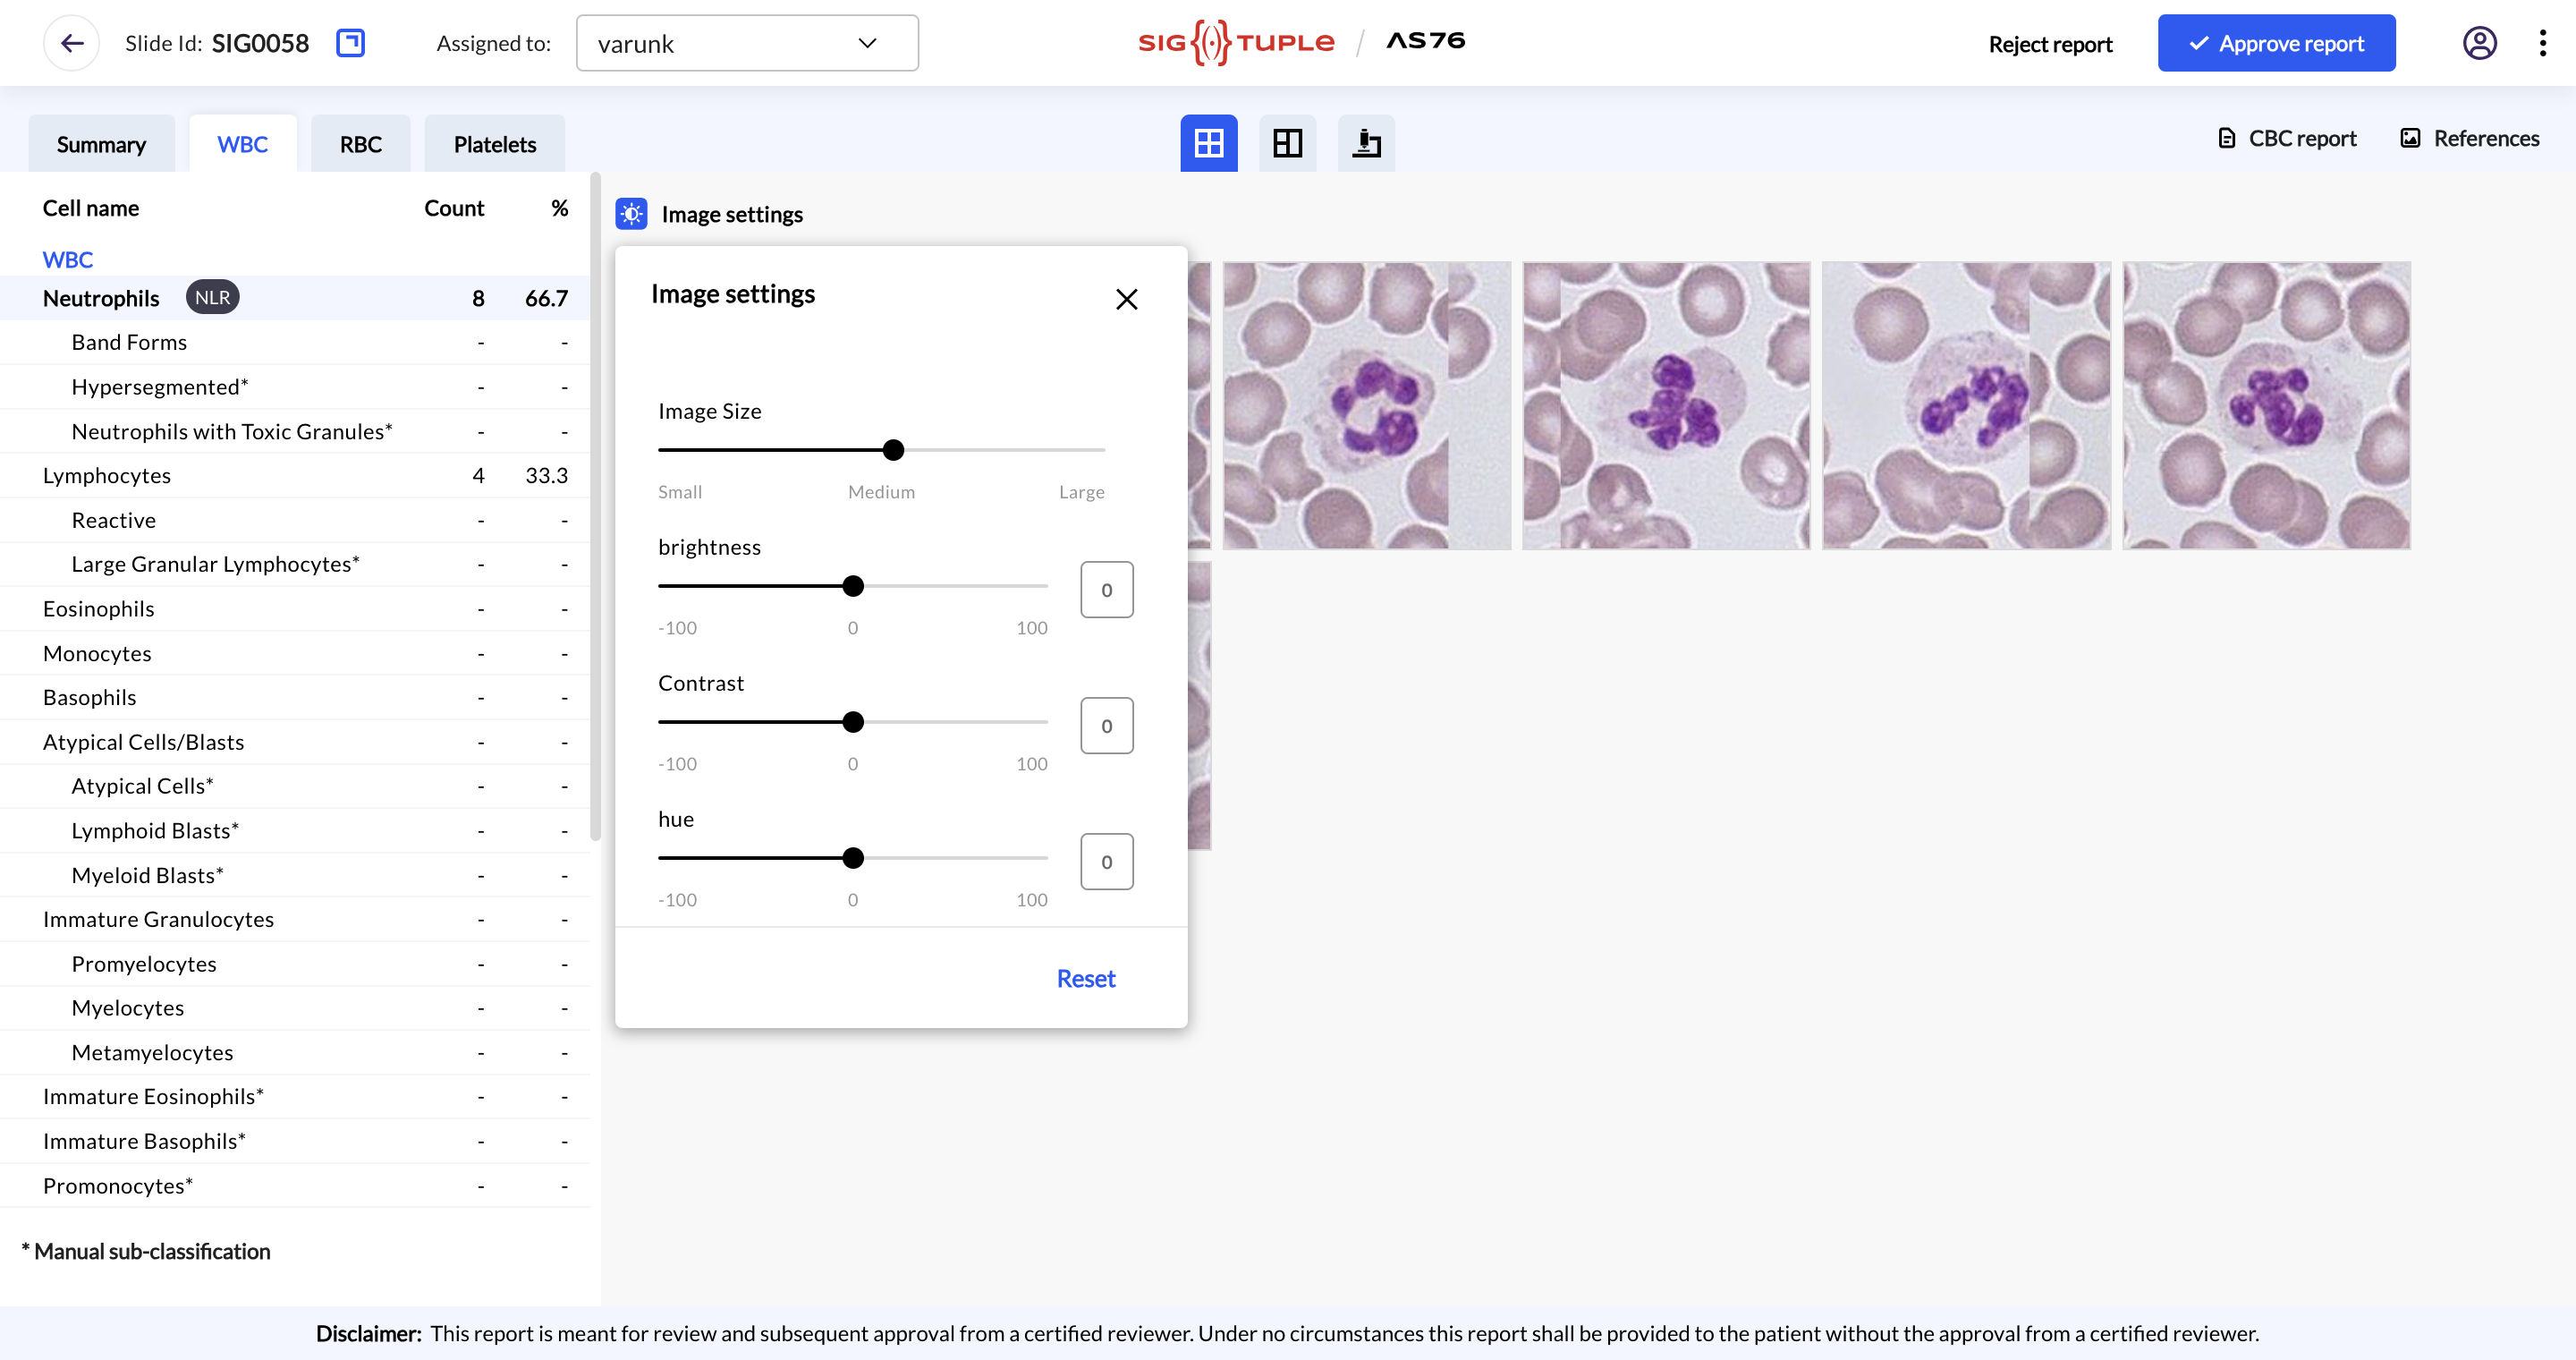 Slide Id: SIG0058
Assigned to: varunk
SIG TUPLE / AS76
Reject report
Approve report
Summary
WBC
RBC
Platelets
CBC report
References
Cell name Count %
WBC
Neutrophils NLR 8 66.7
Band Forms - -
Hypersegmented* - -
Neutrophils with Toxic Granules* - -
Lymphocytes 4 33.3
Reactive - -
Large Granular Lymphocytes* - -
Eosinophils - -
Monocytes - -
Basophils - -
Atypical Cells/Blasts - -
Atypical Cells* - -
Lymphoid Blasts* - -
Myeloid Blasts* - -
Immature Granulocytes - -
Promyelocytes - -
Myelocytes - -
Metamyelocytes - -
Immature Eosinophils* - -
Immature Basophils* - -
Promonocytes* - -
* Manual sub-classification
Image settings
Image settings
Image Size
Small Medium Large
brightness
0
-100 0 100
Contrast
0
-100 0 100
hue
0
-100 0 100
Reset
Disclaimer: This report is meant for review and subsequent approval from a certified reviewer. Under no circumstances this report shall be provided to the patient without the approval from a certified reviewer.